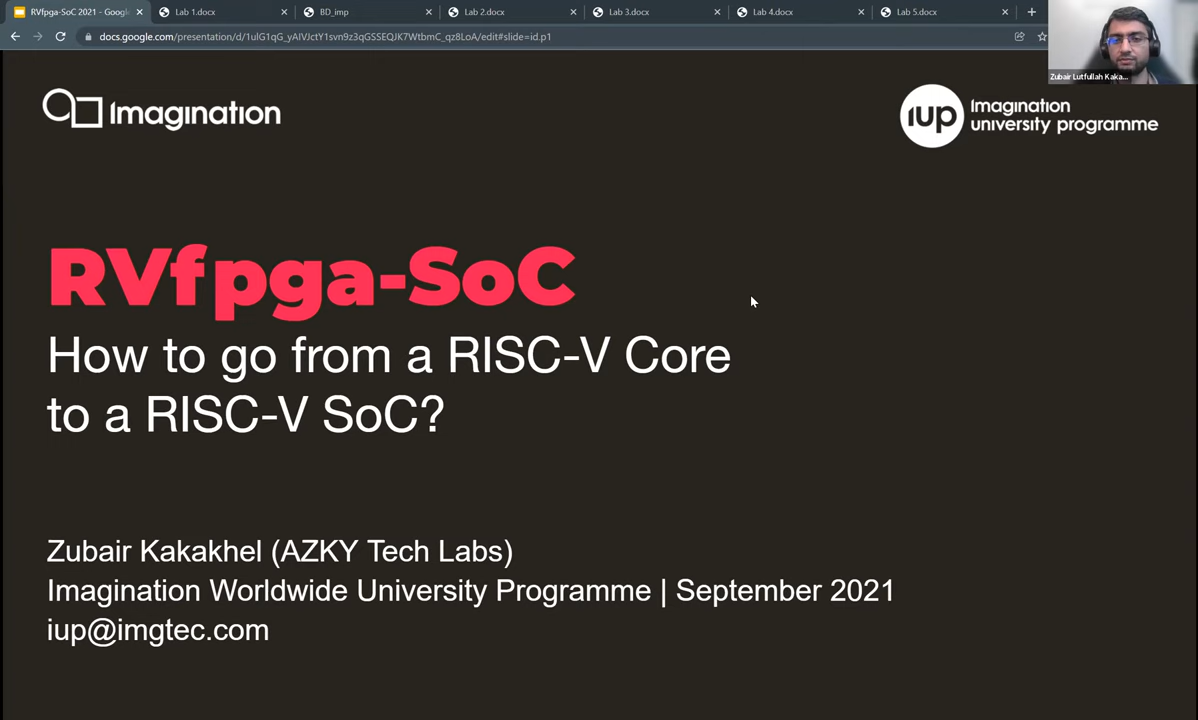 RVfpga-SoC 2021 - Goog
Lab 1.docx
BD_imp
Lab 2.docx
Lab 3.docx
Lab 4.docx
Lab 5.docx
docs.google.com/presentation/d/1ulG1qG_yAIVJctY1svn9z3qGSSEQJK7WtbmC_qz8LoA/edit#slide=id.p1
Zubair Lutfullah Kaka...
Imagination
iup
Imagination
university programme
RVfpga-SoC
How to go from a RISC-V Core
to a RISC-V SoC?
Zubair Kakakhel (AZKY Tech Labs)
Imagination Worldwide University Programme | September 2021
iup@imgtec.com